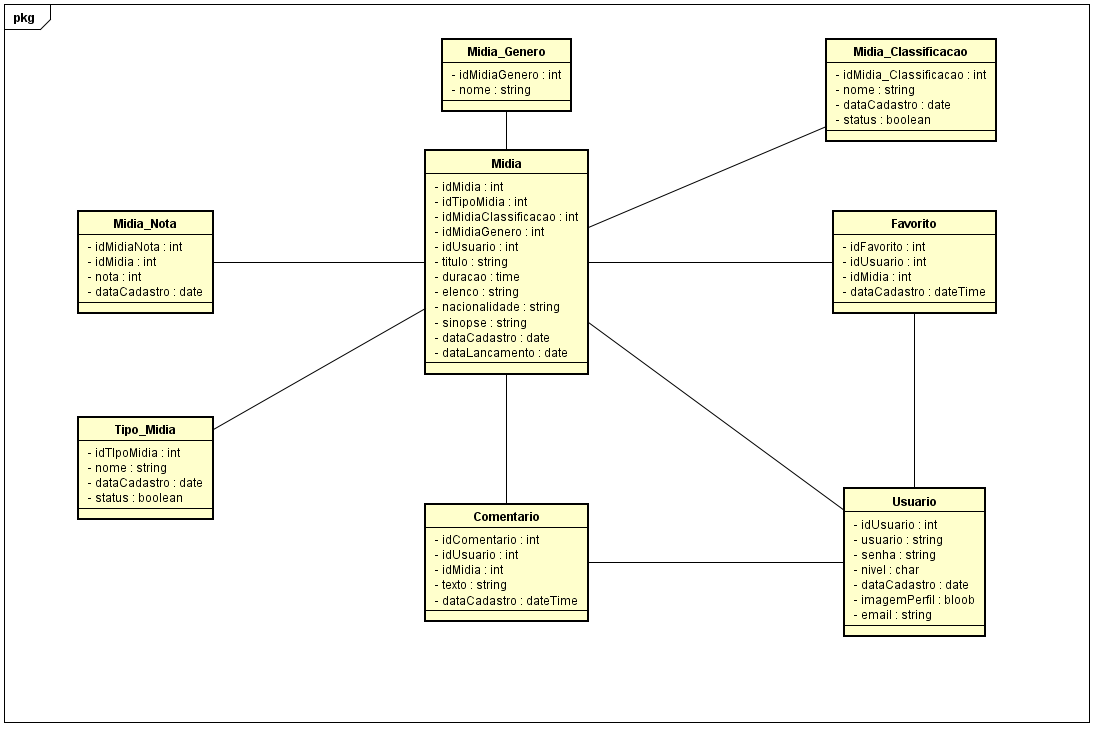 pkg
Midia_Genero
- idMidiaGenero : int
- nome : string
Midia_Classificacao
- idMidia_Classificacao : int
- nome : string
- dataCadastro : date
- status : boolean
Midia
- idMidia : int
- idTipoMidia : int
- idMidiaClassificacao : int
- idMidiaGenero : int
- idUsuario : int
- titulo : string
- duracao : time
- elenco : string
- nacionalidade : string
- sinopse : string
- dataCadastro : date
- dataLancamento : date
Midia_Nota
- idMidiaNota : int
- idMidia : int
- nota : int
- dataCadastro : date
Favorito
- idFavorito : int
- idUsuario : int
- idMidia : int
- dataCadastro : dateTime
Tipo_Midia
- idTIpoMidia : int
- nome : string
- dataCadastro : date
- status : boolean
Comentario
- idComentario : int
- idUsuario : int
- idMidia : int
- texto : string
- dataCadastro : dateTime
Usuario
- idUsuario : int
- usuario : string
- senha : string
- nivel : char
- dataCadastro : date
- imagemPerfil : bloob
- email : string